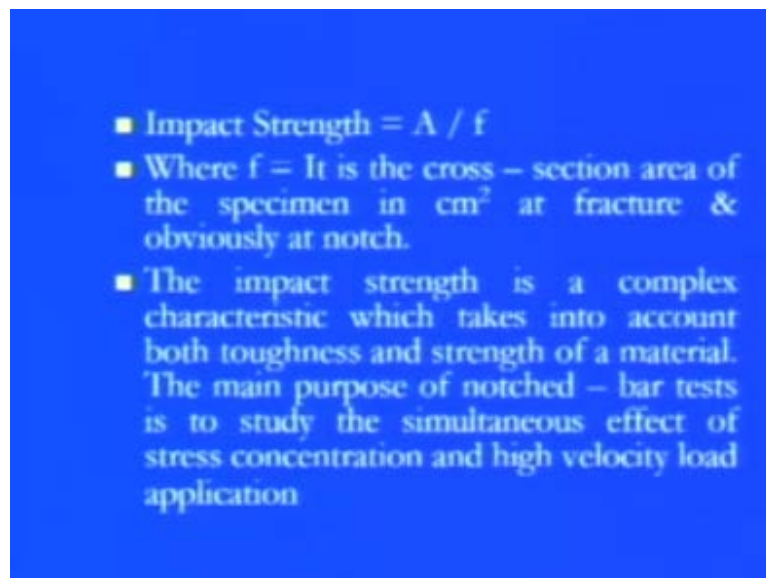 Impact Strength = A / f
Where f = It is the cross – section area of
the specimen in cm² at fracture &
obviously at notch.
The impact strength is a complex
characteristic which takes into account
both toughness and strength of a material.
The main purpose of notched – bar tests
is to study the simultaneous effect of
stress concentration and high velocity load
application